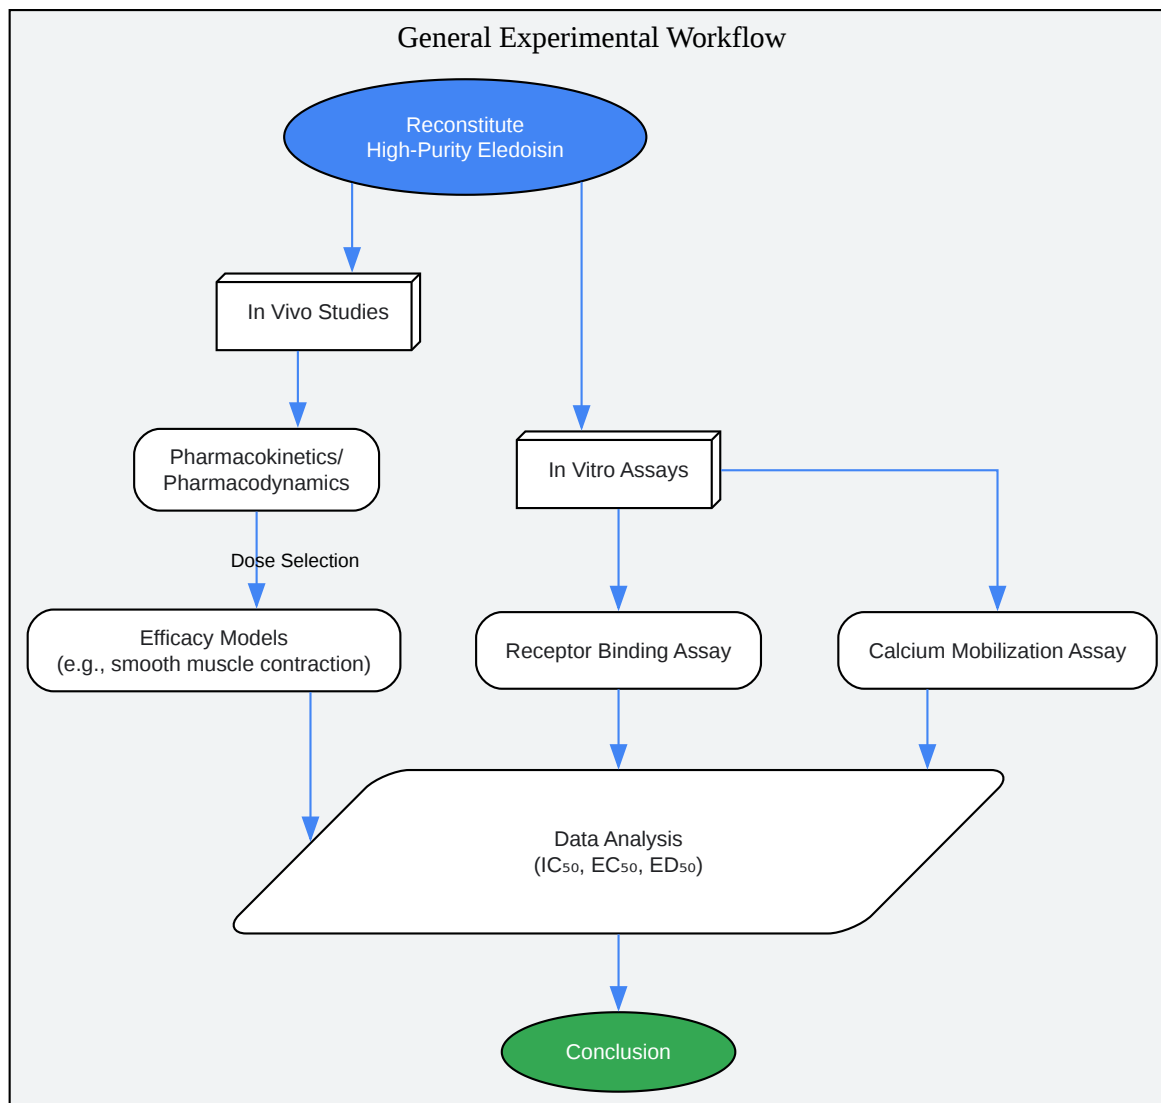 General Experimental Workflow
Reconstitute
High-Purity Eledoisin
In Vivo Studies
Pharmacokinetics/
Pharmacodynamics
In Vitro Assays
Dose Selection
Efficacy Models
(e.g., smooth muscle contraction)
Receptor Binding Assay
Calcium Mobilization Assay
Data Analysis
(IC₅₀, EC₅₀, ED₅₀)
Conclusion